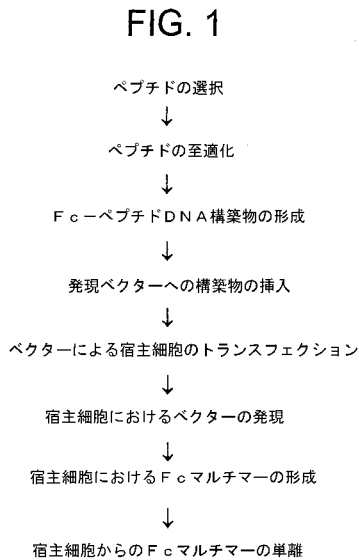 FIG. 1
ペプチドの選択
↓
ペプチドの至適化
↓
Ｆｃ－ペプチドＤＮＡ構築物の形成
↓
発現ベクターへの構築物の挿入
↓
ベクターによる宿主細胞のトランスフェクション
↓
宿主細胞におけるベクターの発現
↓
宿主細胞におけるＦｃマルチマーの形成
↓
宿主細胞からのＦｃマルチマーの単離